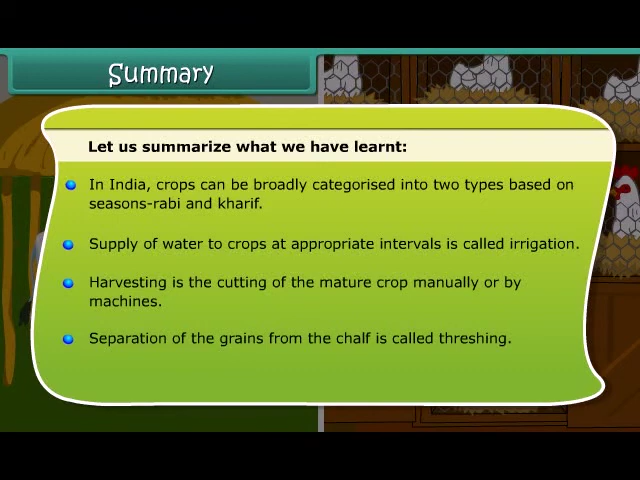 Summary
Let us summarize what we have learnt:
In India, crops can be broadly categorised into two types based on
seasons-rabi and kharif.
Supply of water to crops at appropriate intervals is called irrigation.
Harvesting is the cutting of the mature crop manually or by
machines.
Separation of the grains from the chalf is called threshing.